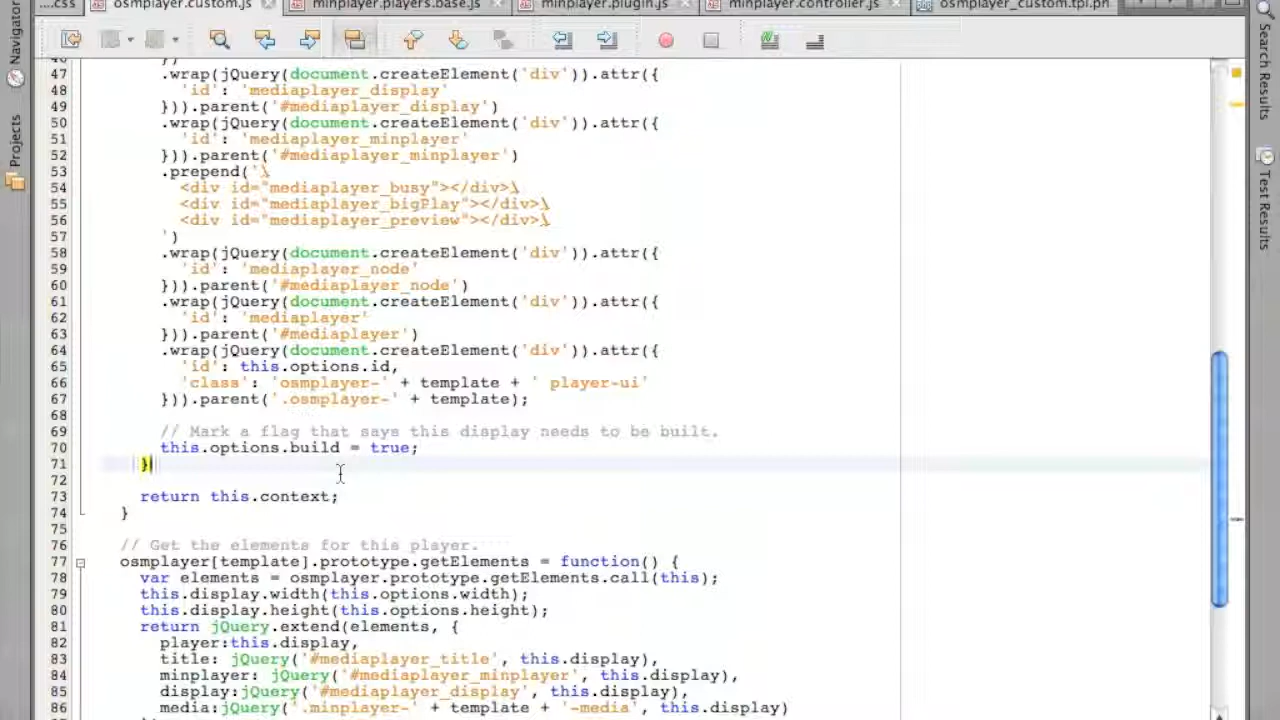 ....css
osmplayer.custom.js
minplayer.players.base.js
minplayer.plugin.js
minplayer.controller.js
osmplayer_custom.tpl.ph
Navigator
Projects
Search Results
Test Results
46 })
47 .wrap(jQuery(document.createElement('div')).attr({
48 'id': 'mediaplayer_display'
49 })).parent('#mediaplayer_display')
50 .wrap(jQuery(document.createElement('div')).attr({
51 'id': 'mediaplayer_minplayer'
52 })).parent('#mediaplayer_minplayer')
53 .prepend('\
54 <div id="mediaplayer_busy"></div>\
55 <div id="mediaplayer_bigPlay"></div>\
56 <div id="mediaplayer_preview"></div>\
57 ')
58 .wrap(jQuery(document.createElement('div')).attr({
59 'id': 'mediaplayer_node'
60 })).parent('#mediaplayer_node')
61 .wrap(jQuery(document.createElement('div')).attr({
62 'id': 'mediaplayer'
63 })).parent('#mediaplayer')
64 .wrap(jQuery(document.createElement('div')).attr({
65 'id': this.options.id,
66 'class': 'osmplayer-' + template + ' player-ui'
67 })).parent('.osmplayer-' + template);
68
69 // Mark a flag that says this display needs to be built.
70 this.options.build = true;
71 }
72
73 return this.context;
74 }
75
76 // Get the elements for this player.
77 osmplayer[template].prototype.getElements = function() {
78 var elements = osmplayer.prototype.getElements.call(this);
79 this.display.width(this.options.width);
80 this.display.height(this.options.height);
81 return jQuery.extend(elements, {
82 player:this.display,
83 title: jQuery('#mediaplayer_title', this.display),
84 minplayer: jQuery('#mediaplayer_minplayer', this.display),
85 display:jQuery('#mediaplayer_display', this.display),
86 media:jQuery('.minplayer-' + template + '-media', this.display)